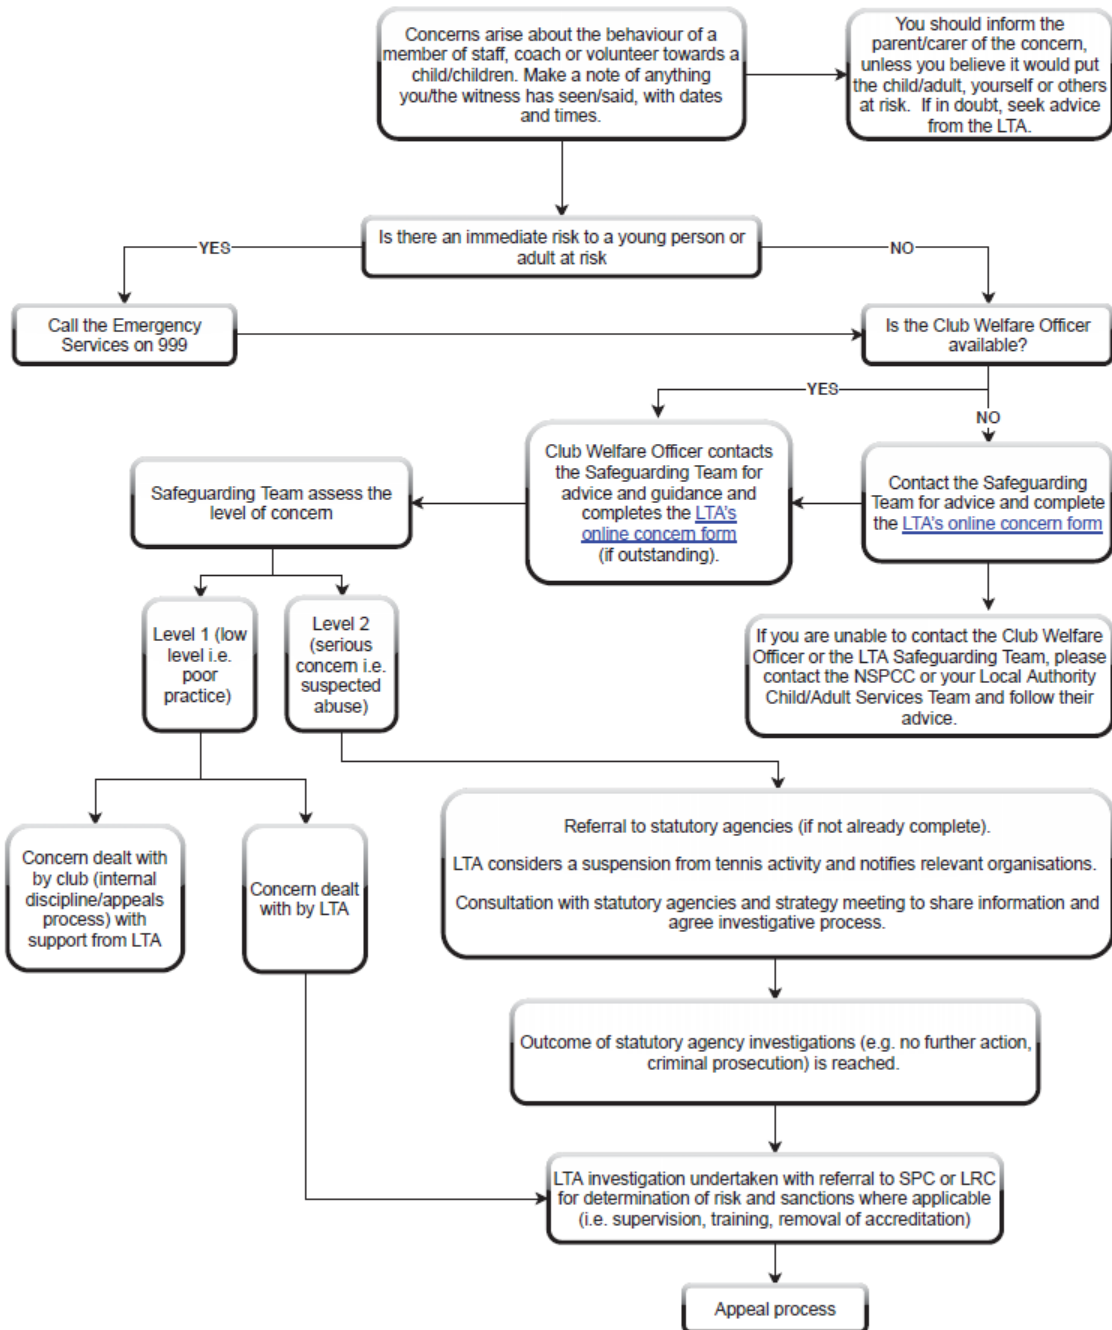 Concerns arise about the behaviour of a
member of staff, coach or volunteer towards a
child/children. Make a note of anything
you/the witness has seen/said, with dates
and times.
You should inform the
parent/carer of the concern,
unless you believe it would put
the child/adult, yourself or others
at risk. If in doubt, seek advice
from the LTA.
Is there an immediate risk to a young person or
adult at risk
YES
NO
Call the Emergency
Services on 999
Is the Club Welfare Officer
available?
YES
NO
Club Welfare Officer contacts
the Safeguarding Team for
advice and guidance and
completes the LTA's
online concern form
(if outstanding).
Contact the Safeguarding
Team for advice and complete
the LTA's online concern form
Safeguarding Team assess the
level of concern
Level 1 (low
level i.e.
poor
practice)
Level 2
(serious
concern i.e.
suspected
abuse)
If you are unable to contact the Club Welfare
Officer or the LTA Safeguarding Team, please
contact the NSPCC or your Local Authority
Child/Adult Services Team and follow their
advice.
Concern dealt with
by club (internal
discipline/appeals
process) with
support from LTA
Concern dealt
with by LTA
Referral to statutory agencies (if not already complete).
LTA considers a suspension from tennis activity and notifies relevant organisations.
Consultation with statutory agencies and strategy meeting to share information and
agree investigative process.
Outcome of statutory agency investigations (e.g. no further action,
criminal prosecution) is reached.
LTA investigation undertaken with referral to SPC or LRC
for determination of risk and sanctions where applicable
(i.e. supervision, training, removal of accreditation)
Appeal process